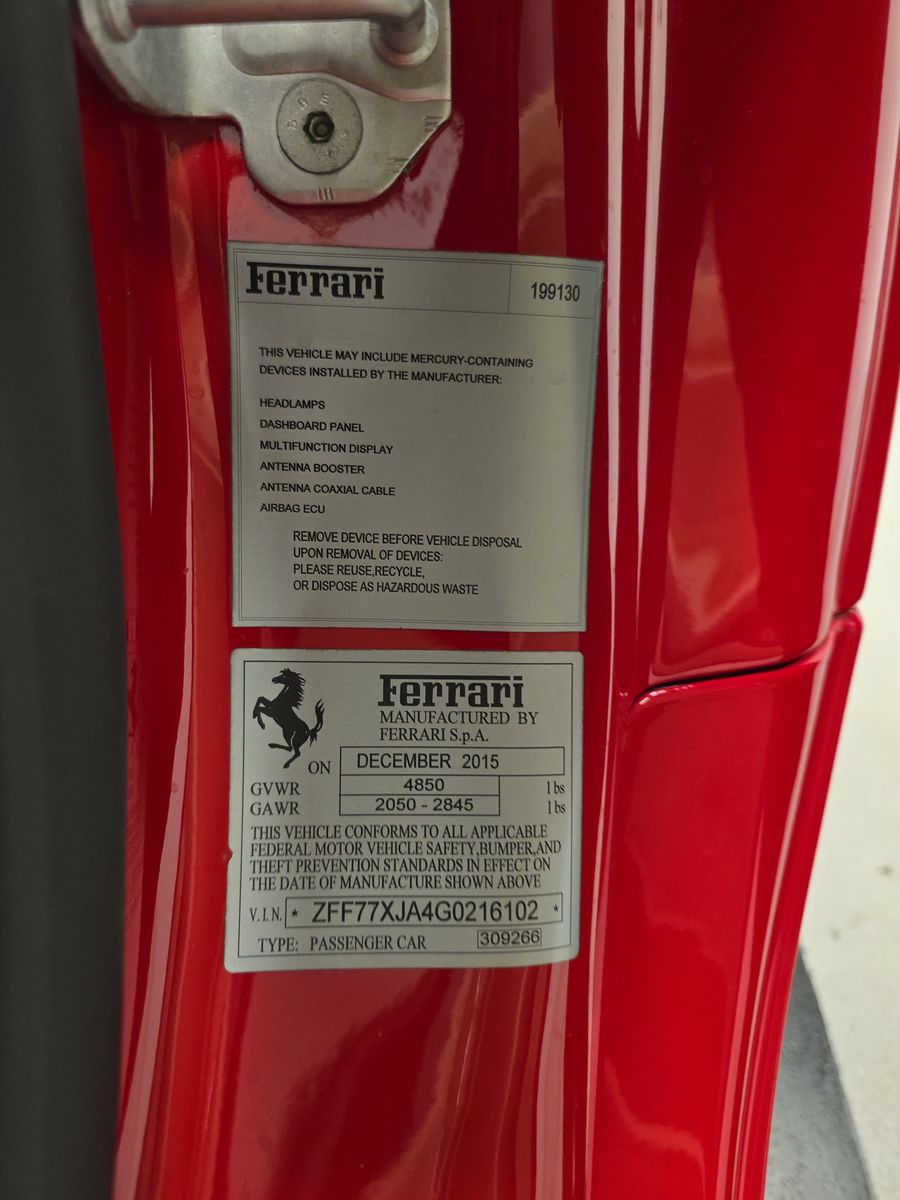 Ferrari
199130
THIS VEHICLE MAY INCLUDE MERCURY-CONTAINING
DEVICES INSTALLED BY THE MANUFACTURER:
HEADLAMPS
DASHBOARD PANEL
MULTIFUNCTION DISPLAY
ANTENNA BOOSTER
ANTENNA COAXIAL CABLE
AIRBAG ECU
REMOVE DEVICE BEFORE VEHICLE DISPOSAL
UPON REMOVAL OF DEVICES:
PLEASE REUSE,RECYCLE,
OR DISPOSE AS HAZARDOUS WASTE
Ferrari
MANUFACTURED BY
FERRARI S.p.A.
ON DECEMBER 2015
GVWR 4850 lbs
GAWR 2050 - 2845 lbs
THIS VEHICLE CONFORMS TO ALL APPLICABLE
FEDERAL MOTOR VEHICLE SAFETY,BUMPER,AND
THEFT PREVENTION STANDARDS IN EFFECT ON
THE DATE OF MANUFACTURE SHOWN ABOVE
V.I.N. * ZFF77XJA4G0216102 *
TYPE: PASSENGER CAR 309266